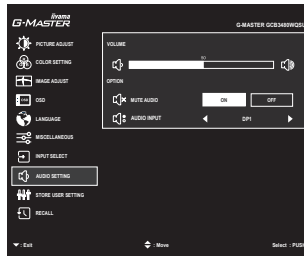 iiyama
G-MASTER
G-MASTER GCB3480WQSU
PICTURE ADJUST
COLOR SETTING
IMAGE ADJUST
OSD
LANGUAGE
MISCELLANEOUS
INPUT SELECT
AUDIO SETTING
STORE USER SETTING
RECALL
VOLUME
50
OPTION
MUTE AUDIO
ON
OFF
AUDIO INPUT
DP1
: Exit
: Move
Select : PUSH